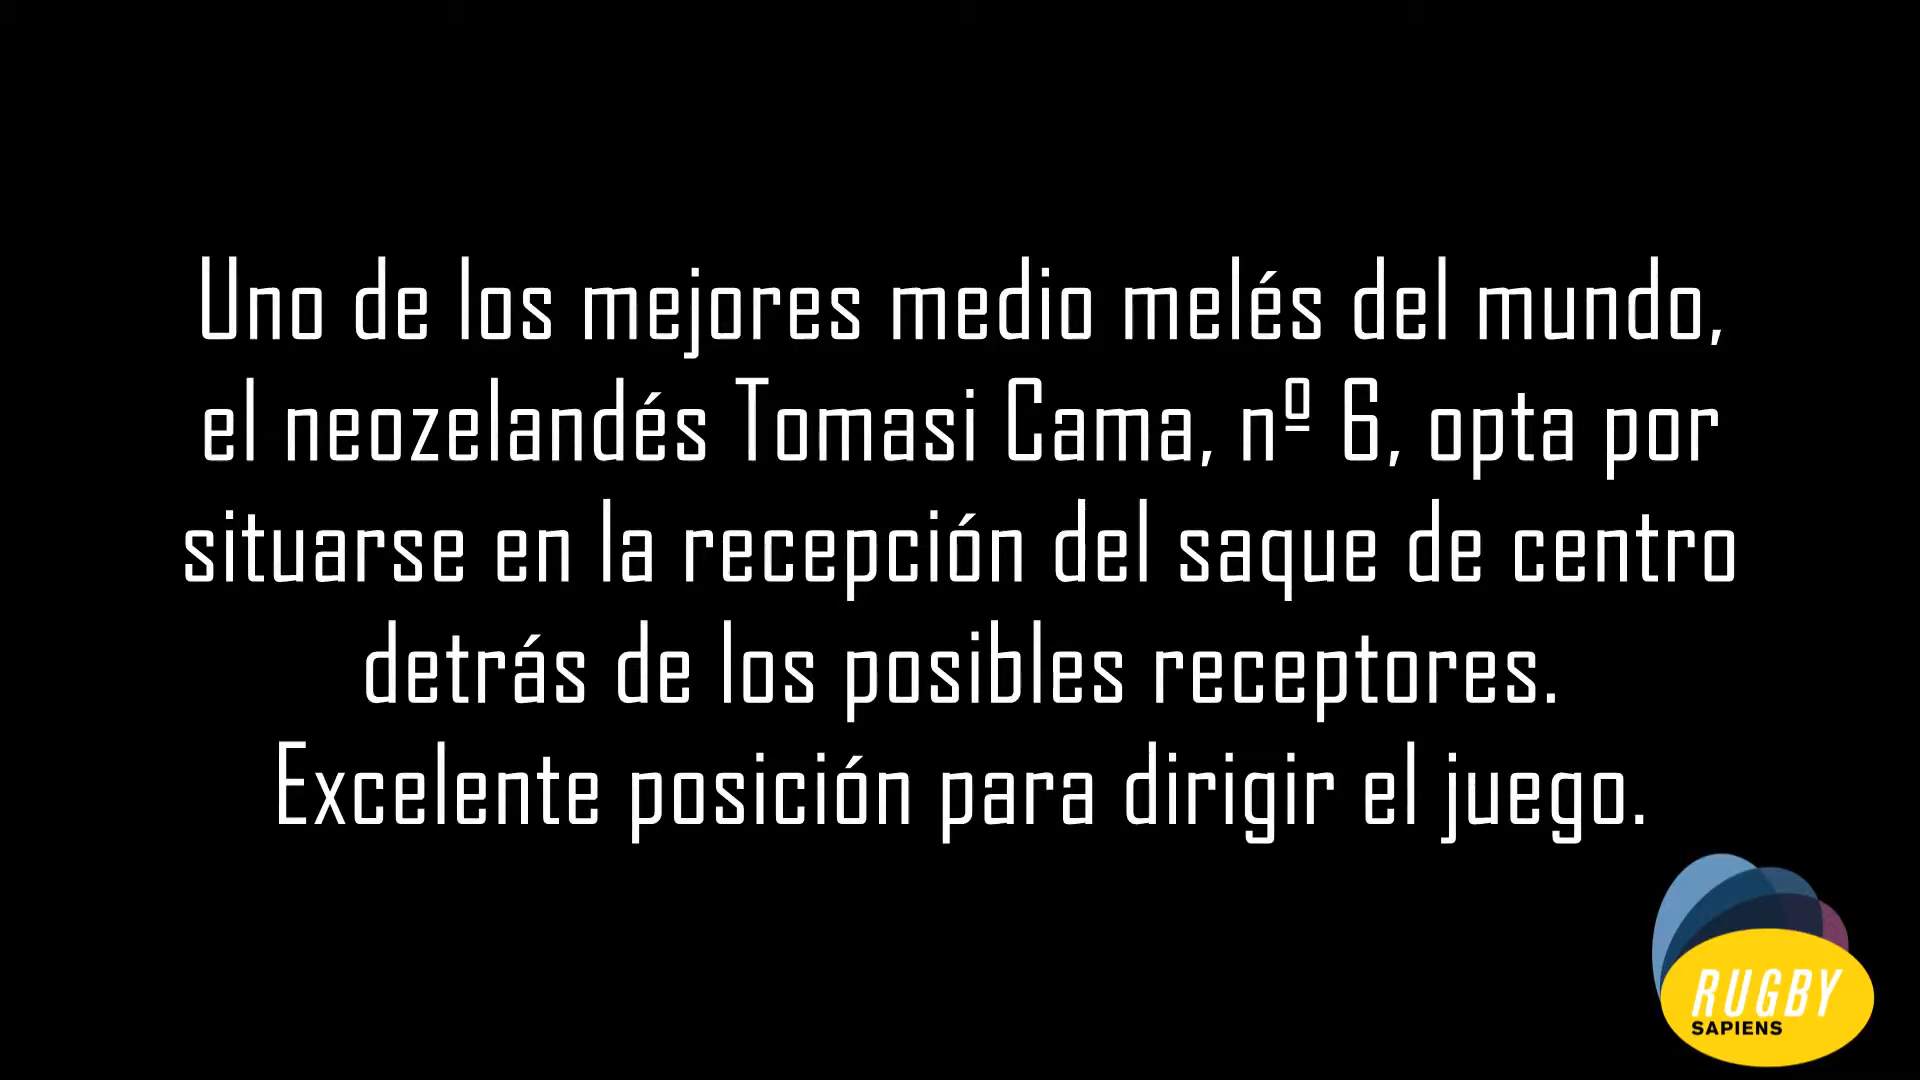 Uno de los mejores medio melés del mundo,
el neozelandés Tomasi Cama, nº 6, opta por
situarse en la recepción del saque de centro
detrás de los posibles receptores.
Excelente posición para dirigir el juego.
RUGBY
SAPIENS